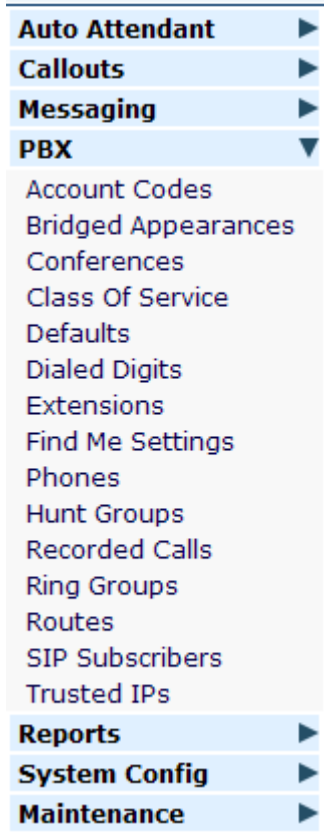 Auto Attendant
Callouts
Messaging
PBX
Account Codes
Bridged Appearances
Conferences
Class Of Service
Defaults
Dialed Digits
Extensions
Find Me Settings
Phones
Hunt Groups
Recorded Calls
Ring Groups
Routes
SIP Subscribers
Trusted IPs
Reports
System Config
Maintenance